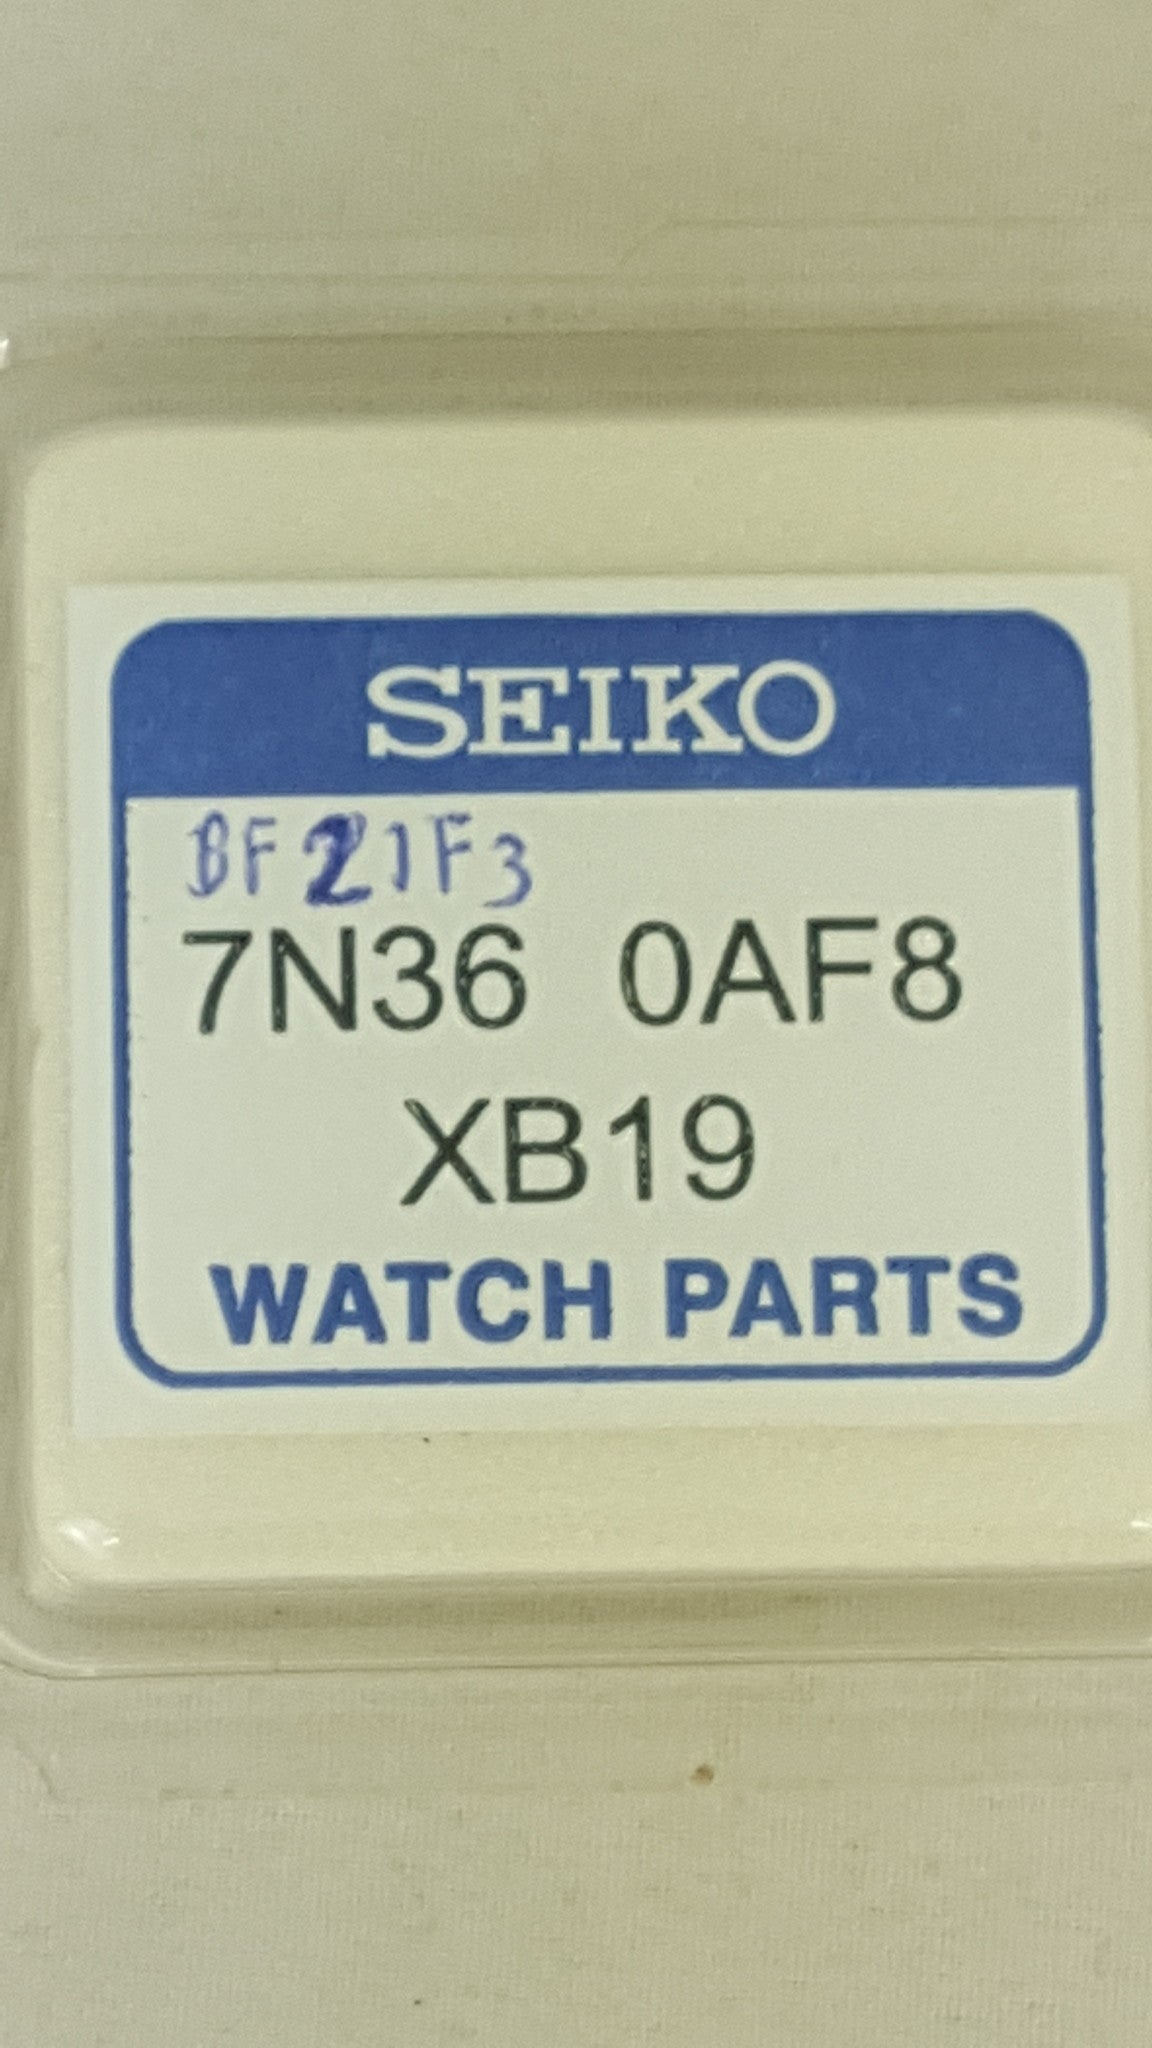 SEIKO
BF21F3
7N36 0AF8
XB19
WATCH PARTS